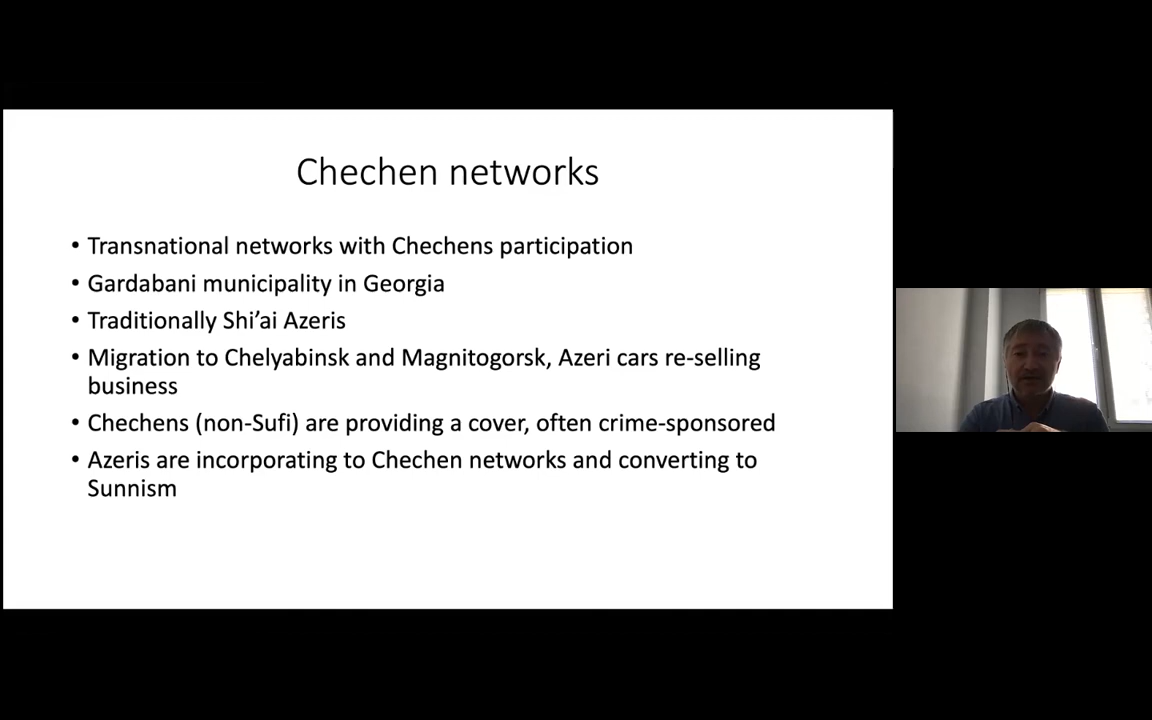 Chechen networks
• Transnational networks with Chechens participation
• Gardabani municipality in Georgia
• Traditionally Shi’ai Azeris
• Migration to Chelyabinsk and Magnitogorsk, Azeri cars re-selling
business
• Chechens (non-Sufi) are providing a cover, often crime-sponsored
• Azeris are incorporating to Chechen networks and converting to
Sunnism